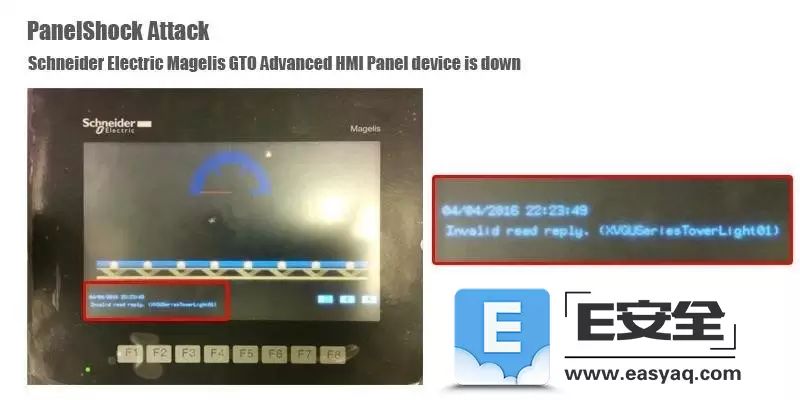 PanelShock Attack
Schneider Electric Magelis GTO Advanced HMI Panel device is down
Schneider
Electric
Magelis
04/04/2016 22:23:49
Invalid read reply. (XVGUSeriesTowerLight01)
F1 F2 F3 F4 F5 F6 F7 F8
04/04/2016 22:23:49
Invalid read reply. (XVGUSeriesTowerLight01)
E
E安全
www.easyaq.com